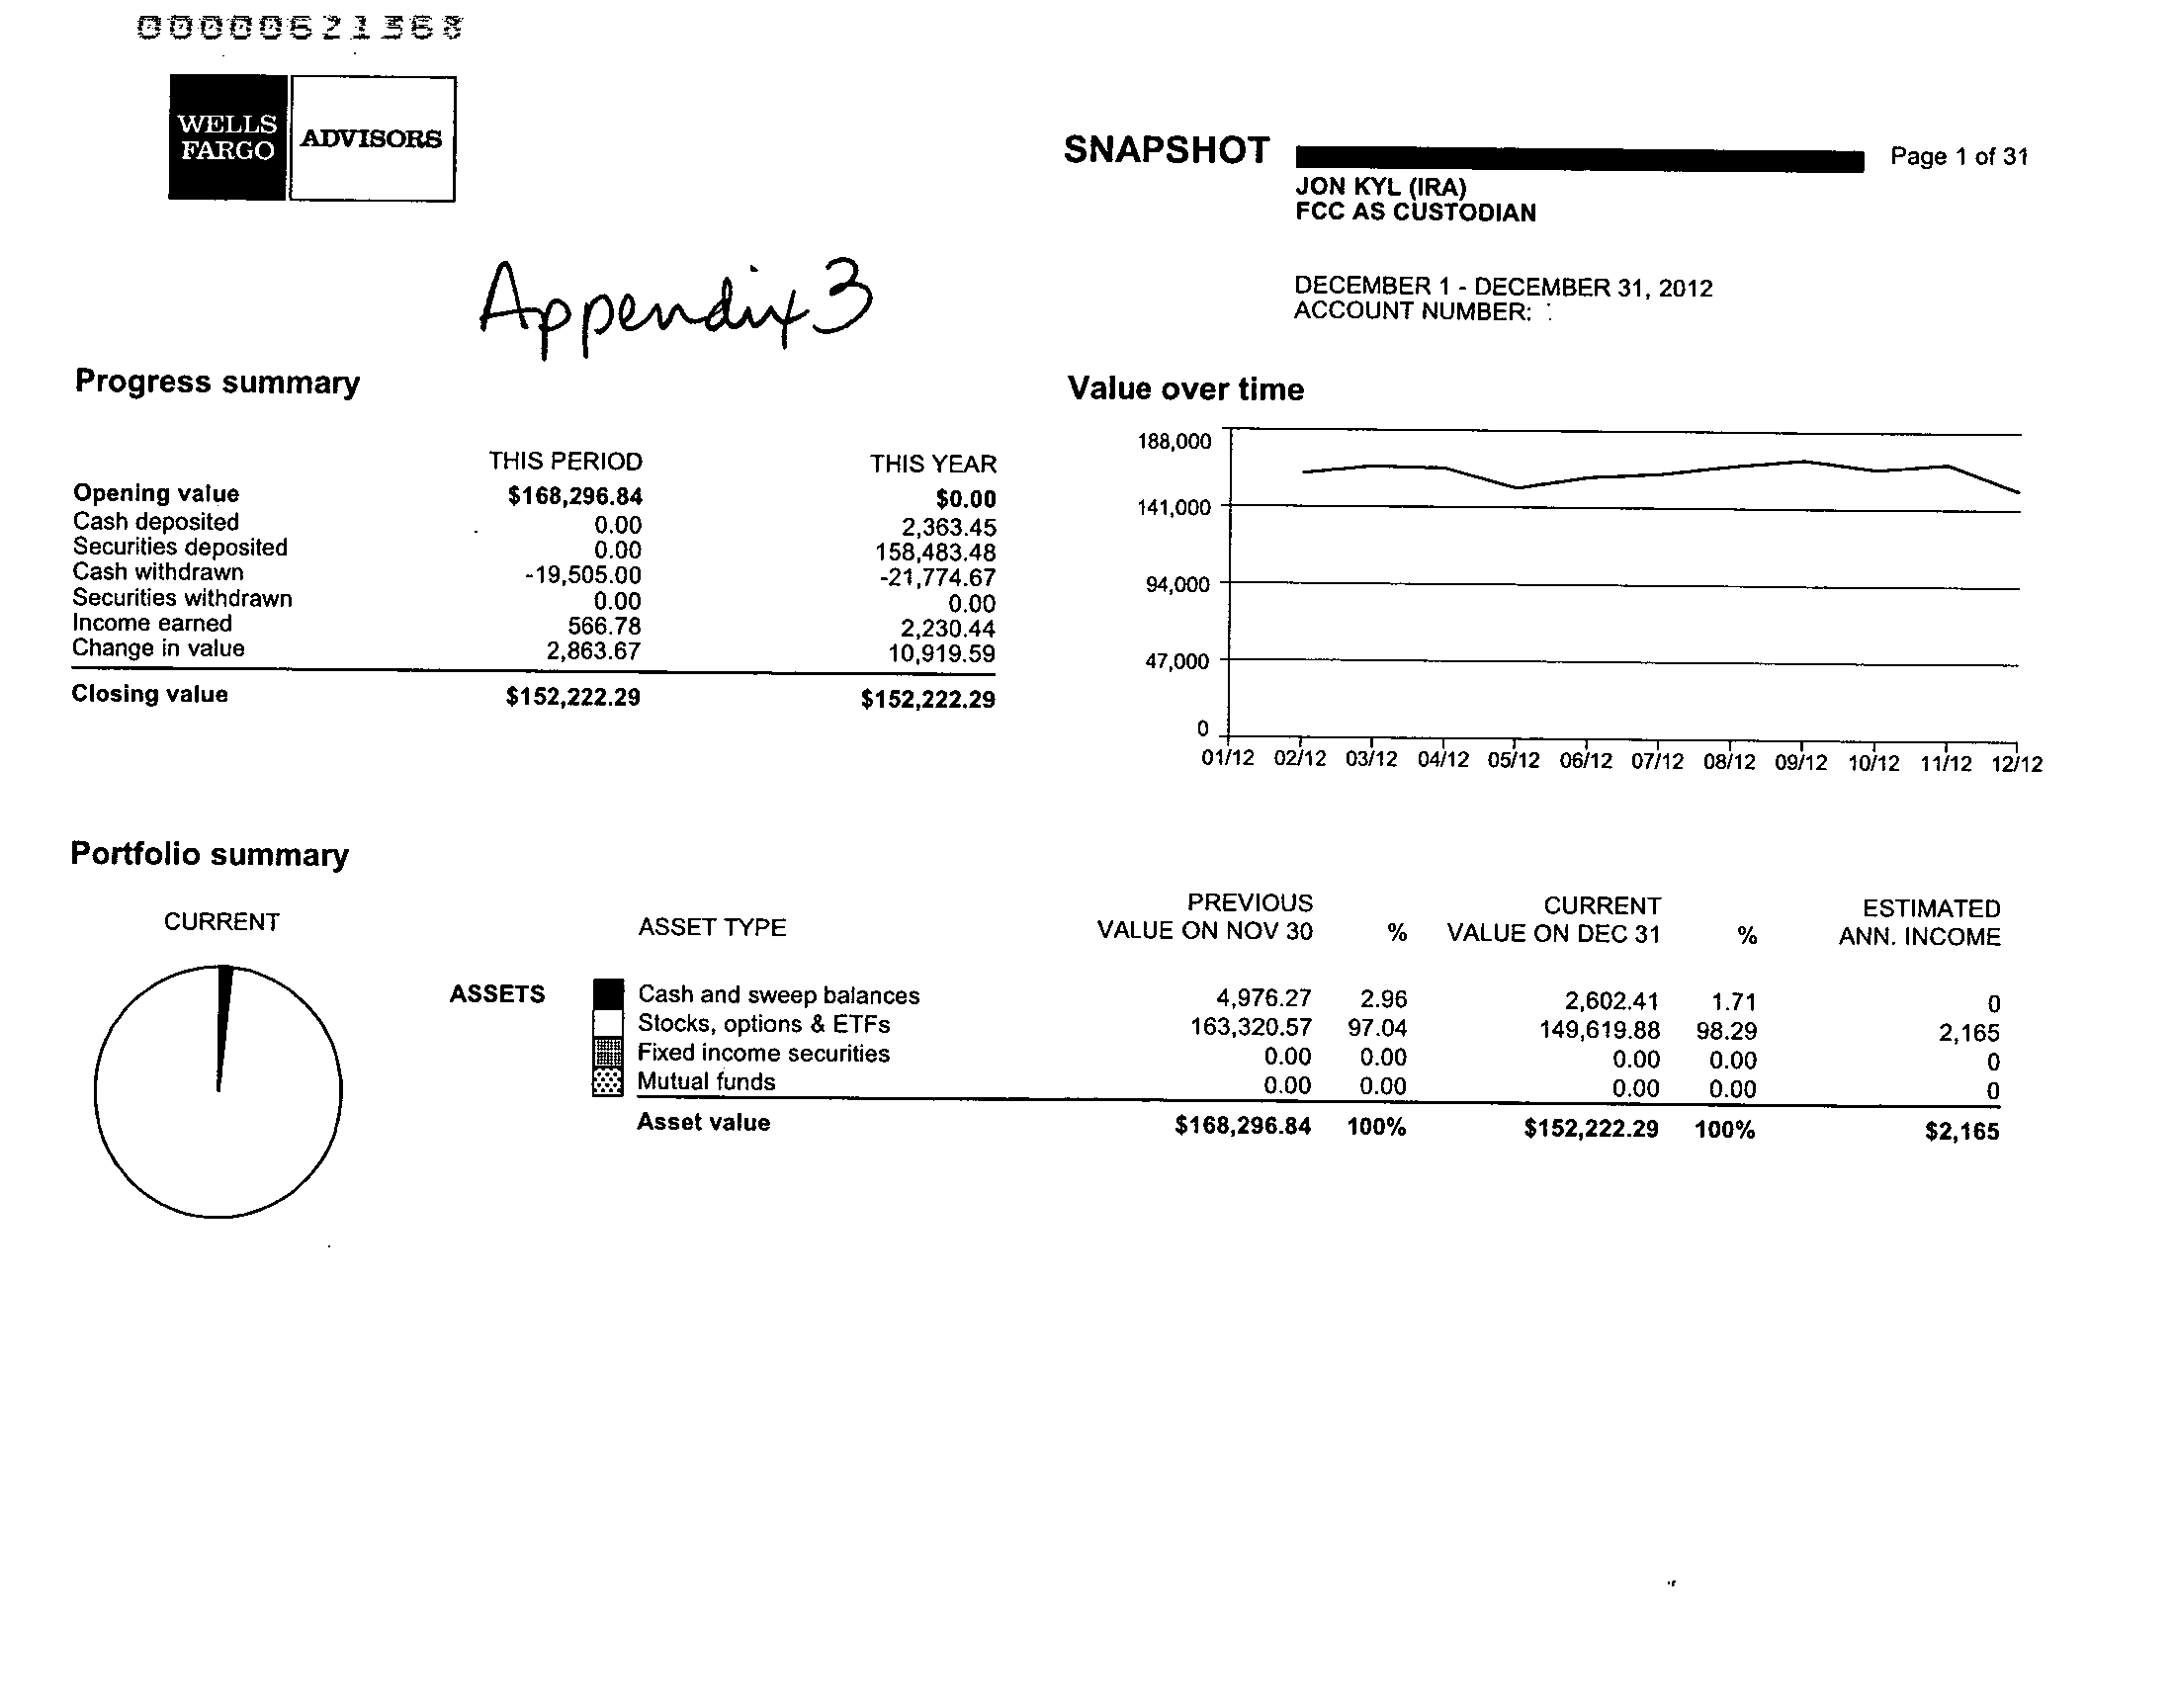 00000621368
WELLS
FARGO
ADVISORS
SNAPSHOT
Page 1 of 31
JON KYL (IRA)
FCC AS CUSTODIAN
DECEMBER 1 - DECEMBER 31, 2012
ACCOUNT NUMBER:
Appendix 3
Progress summary
THIS PERIOD THIS YEAR
Opening value $168,296.84 $0.00
Cash deposited 0.00 2,363.45
Securities deposited 0.00 158,483.48
Cash withdrawn -19,505.00 -21,774.67
Securities withdrawn 0.00 0.00
Income earned 566.78 2,230.44
Change in value 2,863.67 10,919.59
Closing value $152,222.29 $152,222.29
Value over time
188,000
141,000
94,000
47,000
0
01/12 02/12 03/12 04/12 05/12 06/12 07/12 08/12 09/12 10/12 11/12 12/12
Portfolio summary
CURRENT
ASSET TYPE
PREVIOUS
VALUE ON NOV 30
%
CURRENT
VALUE ON DEC 31
%
ESTIMATED
ANN. INCOME
ASSETS
Cash and sweep balances 4,976.27 2.96 2,602.41 1.71 0
Stocks, options & ETFs 163,320.57 97.04 149,619.88 98.29 2,165
Fixed income securities 0.00 0.00 0.00 0.00 0
Mutual funds 0.00 0.00 0.00 0.00 0
Asset value $168,296.84 100% $152,222.29 100% $2,165